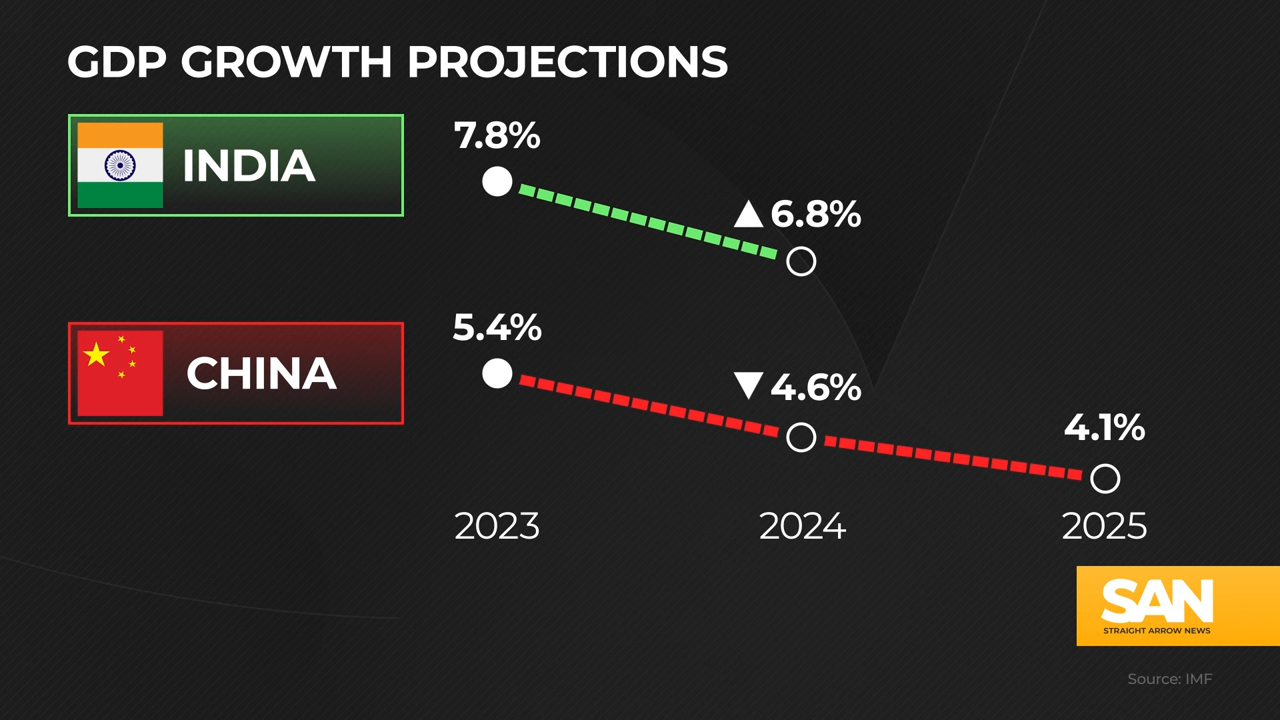 GDP GROWTH PROJECTIONS
INDIA
7.8%
▲ 6.8%
CHINA
5.4%
▼ 4.6%
4.1%
2023
2024
2025
SAN
STRAIGHT ARROW NEWS
Source: IMF